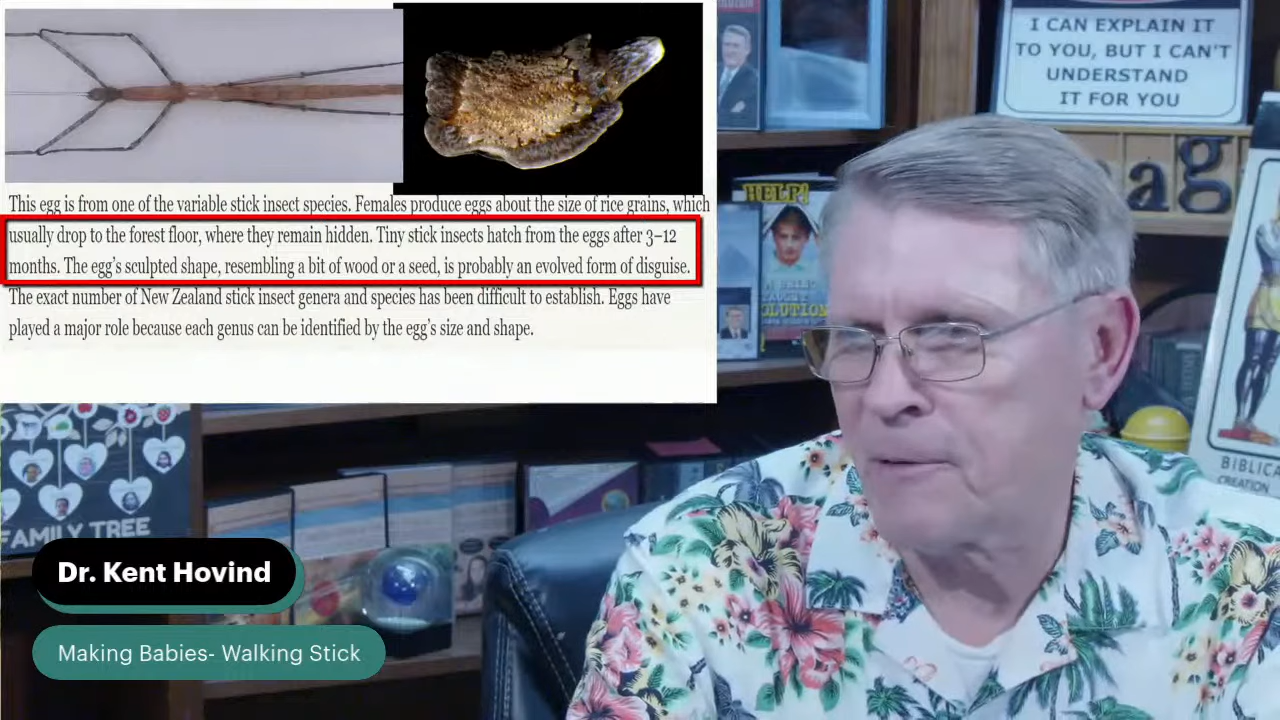 This egg is from one of the variable stick insect species. Females produce eggs about the size of rice grains, which
usually drop to the forest floor, where they remain hidden. Tiny stick insects hatch from the eggs after 3–12
months. The egg's sculpted shape, resembling a bit of wood or a seed, is probably an evolved form of disguise.
The exact number of New Zealand stick insect genera and species has been difficult to establish. Eggs have
played a major role because each genus can be identified by the egg's size and shape.
I CAN EXPLAIN IT
TO YOU, BUT I CAN'T
UNDERSTAND
IT FOR YOU
ag
HELP!
BIBLICA
CREATION
FAMILY TREE
Dr. Kent Hovind
Making Babies- Walking Stick